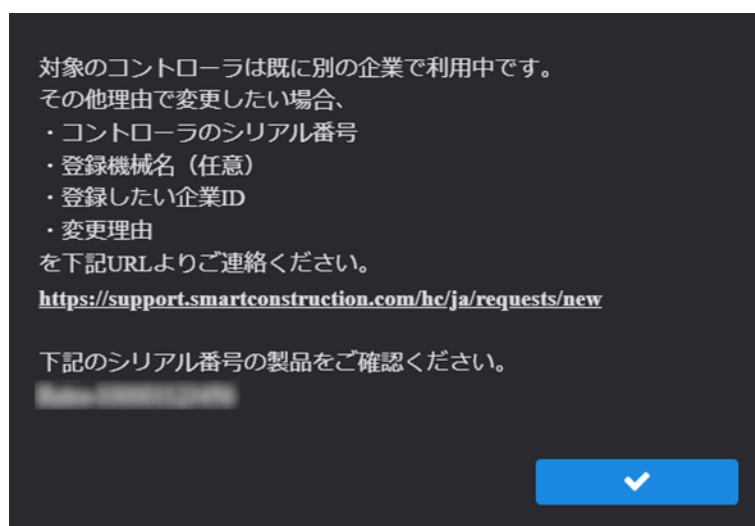 対象のコントローラは既に別の企業で利用中です。
その他理由で変更したい場合、
・コントローラのシリアル番号
・登録機械名（任意）
・登録したい企業ID
・変更理由
を下記URLよりご連絡ください。
https://support.smartconstruction.com/hc/ja/requests/new
下記のシリアル番号の製品をご確認ください。